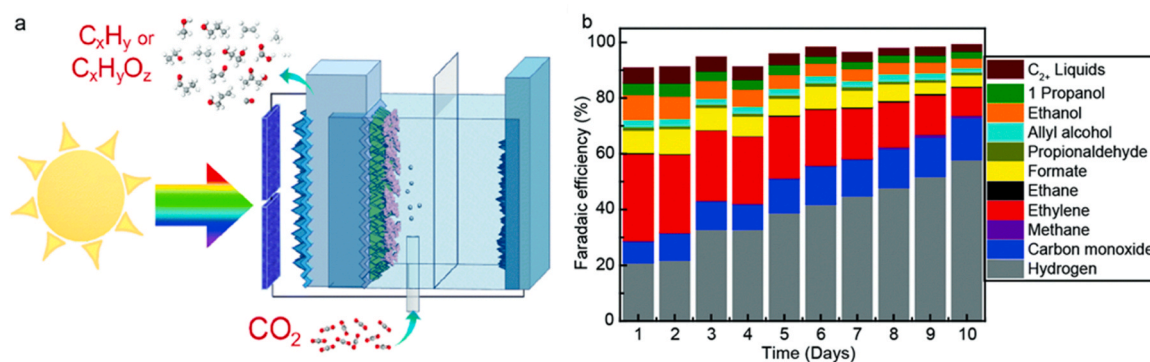 a
CxHy or
CxHyOz
CO2
b
Faradaic efficiency (%)
100
80
60
40
20
0
1 2 3 4 5 6 7 8 9 10
Time (Days)
C2+ Liquids
1 Propanol
Ethanol
Allyl alcohol
Propionaldehyde
Formate
Ethane
Ethylene
Methane
Carbon monoxide
Hydrogen